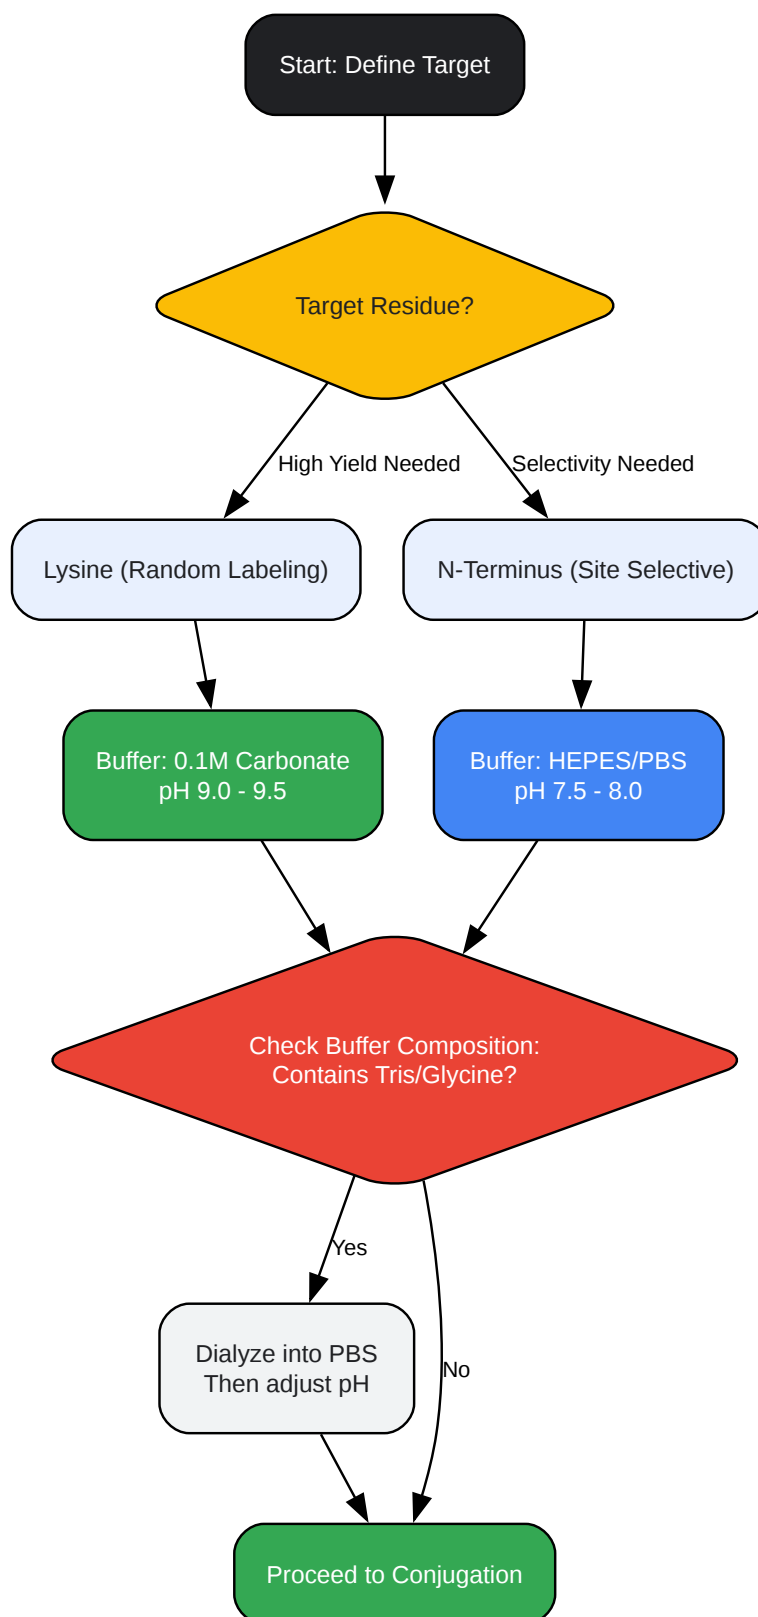 Start: Define Target
Target Residue?
High Yield Needed
Selectivity Needed
Lysine (Random Labeling)
N-Terminus (Site Selective)
Buffer: 0.1M Carbonate
pH 9.0 - 9.5
Buffer: HEPES/PBS
pH 7.5 - 8.0
Check Buffer Composition:
Contains Tris/Glycine?
Yes
Dialyze into PBS
Then adjust pH
No
Proceed to Conjugation